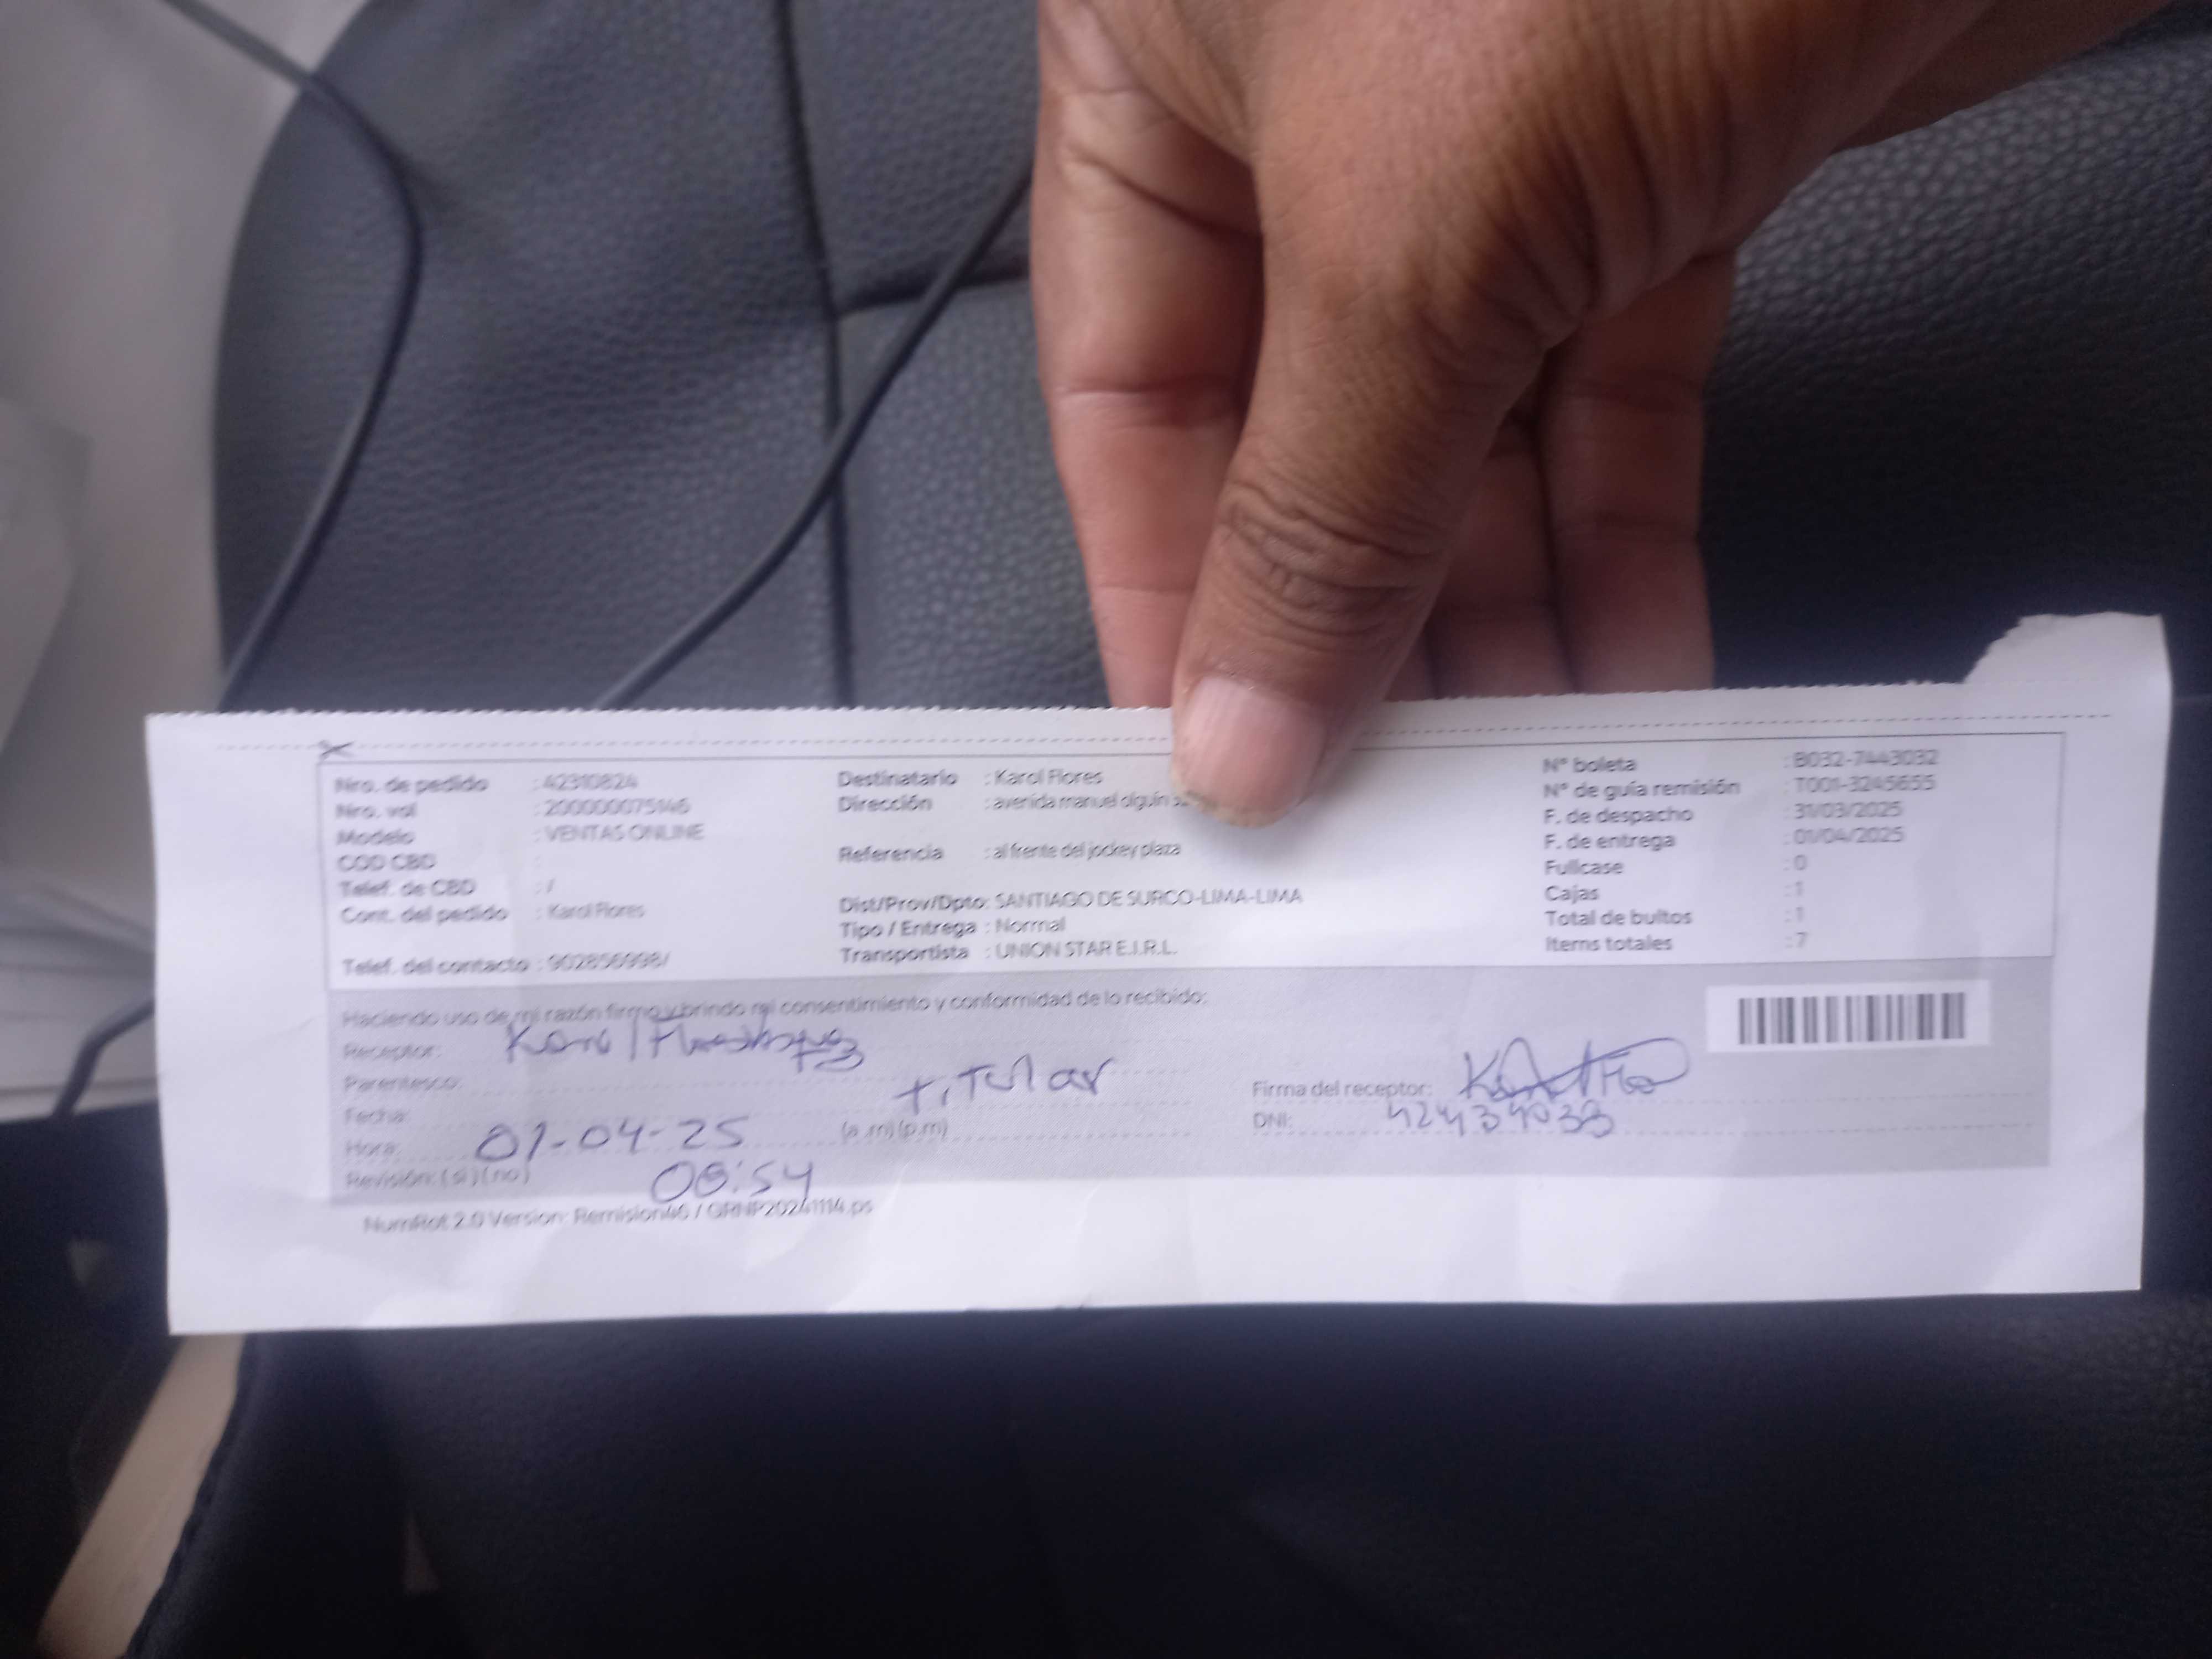 Nro. de pedido : 42310824
Nro. vol : 200000075146
Modelo : VENTAS ONLINE
COD CBD :
Telef. de CBD : /
Cont. del pedido : Karol Flores
Telef. del contacto : 902856998/
Destinatario : Karol Flores
Dirección : avenida manuel olguin
Referencia : al frente del jockey plaza
Dist/Prov/Dpto: SANTIAGO DE SURCO-LIMA-LIMA
Tipo / Entrega : Normal
Transportista : UNION STAR E.I.R.L.
N° boleta : B032-7443032
N° de guía remisión : T001-3245655
F. de despacho : 31/03/2025
F. de entrega : 01/04/2025
Fullcase : 0
Cajas : 1
Total de bultos : 1
Items totales : 7
Haciendo uso de mi razón firmo y brindo mi consentimiento y conformidad de lo recibido:
Receptor: Karol
Parentesco: Titular
Fecha: 01-04-25
Hora: 08:54 (a .m) (p.m)
Revisión: ( si ) ( no )
Firma del receptor:
DNI:
NumRot 2.0 Version: Remision46 / GRNP20241114.ps